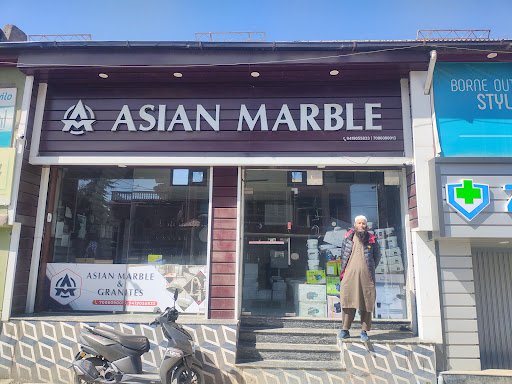 ASIAN MARBLE
BORNE OUT
STYL
ASIAN MARBLE
&
GRANITES